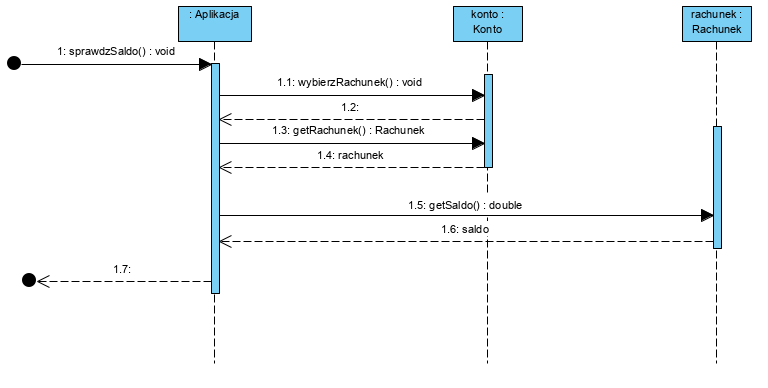 : Aplikacja
konto :
Konto
rachunek :
Rachunek
1: sprawdzSaldo() : void
1.1: wybierzRachunek() : void
1.2:
1.3: getRachunek() : Rachunek
1.4: rachunek
1.5: getSaldo() : double
1.6: saldo
1.7: